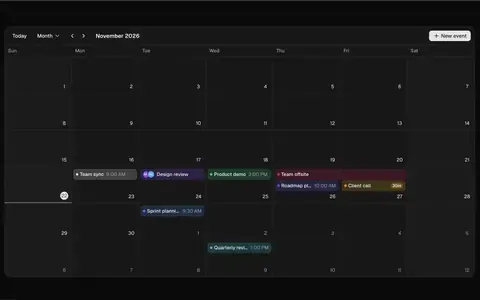 Today Month November 2026 + New event
Sun Mon Tue Wed Thu Fri Sat
1 2 3 4 5 6 7
8 9 10 11 12 13 14
15 16 17 18 19 20 21
Team sync 9:00 AM Design review Product demo 3:00 PM Team offsite
Roadmap pl... 10:00 AM Client call 30m
22 23 24 25 26 27 28
Sprint planni... 9:30 AM
29 30 1 2 3 4 5
Quarterly revi... 1:00 PM
6 7 8 9 10 11 12